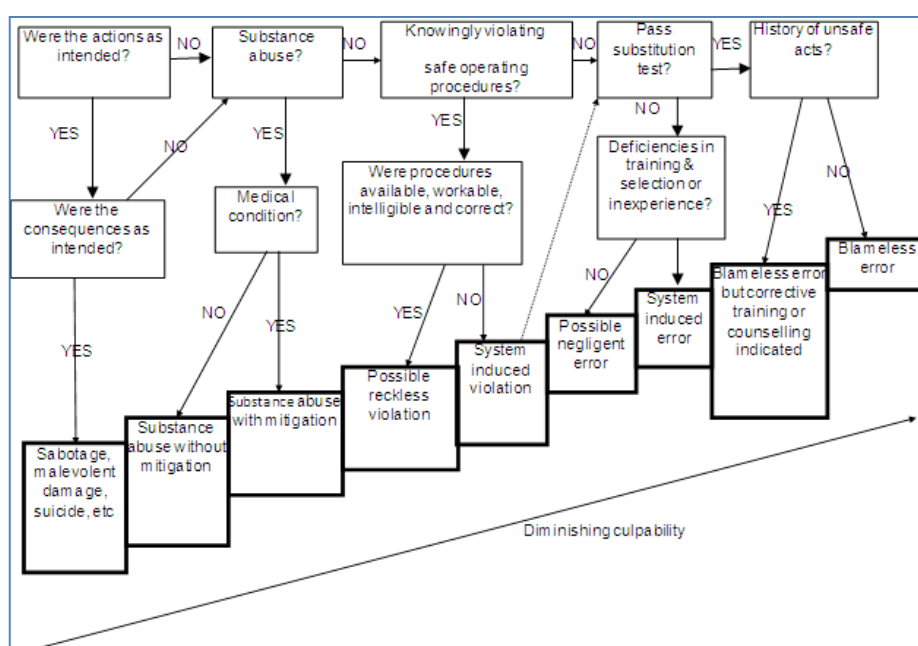 Were the actions as
intended?
NO
Substance
abuse?
NO
Knowingly violating
safe operating
procedures?
NO
Pass
substitution
test?
YES
History of unsafe
acts?
YES
NO
YES
YES
NO
YES
NO
Were the
consequences as
intended?
Medical
condition?
Were procedures
available, workable,
intelligible and correct?
Deficiencies in
training &
selection or
inexperience?
YES
NO
YES
NO
YES
NO
Blameless
error
Blameless error
but corrective
training or
counselling
indicated
System
induced
error
Possible
negligent
error
System
induced
violation
Possible
reckless
violation
Substance abuse
with mitigation
Substance
abuse without
mitigation
Sabotage,
malevolent
damage,
suicide, etc
Diminishing culpability